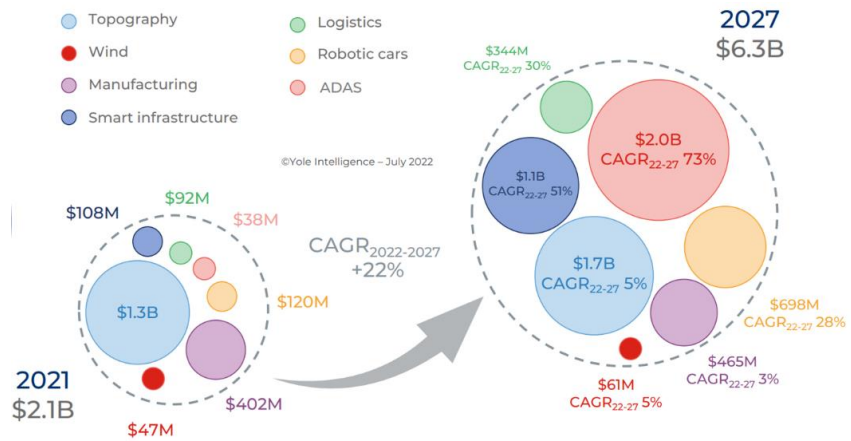 Topography
Wind
Manufacturing
Smart infrastructure
Logistics
Robotic cars
ADAS
©Yole Intelligence – July 2022
2021
$2.1B
$108M
$92M
$38M
$120M
$1.3B
$402M
$47M
CAGR2022-2027
+22%
2027
$6.3B
$344M
CAGR22-27 30%
$2.0B
CAGR22-27 73%
$1.1B
CAGR22-27 51%
$1.7B
CAGR22-27 5%
$698M
CAGR22-27 28%
$465M
CAGR22-27 3%
$61M
CAGR22-27 5%